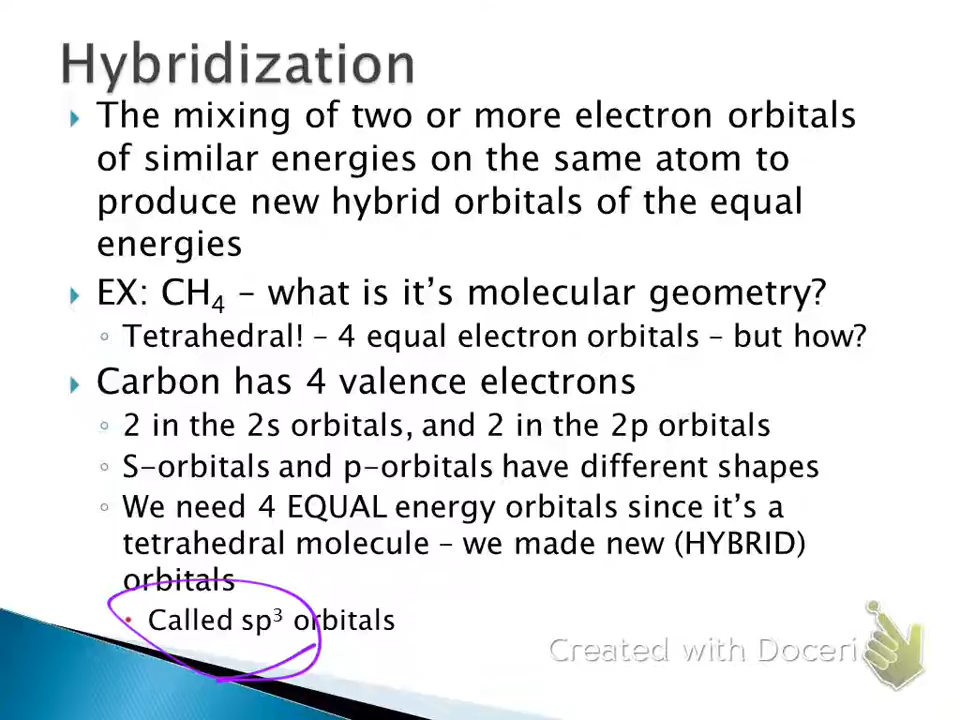 Hybridization
The mixing of two or more electron orbitals
of similar energies on the same atom to
produce new hybrid orbitals of the equal
energies
EX: CH₄ – what is it’s molecular geometry?
Tetrahedral! – 4 equal electron orbitals – but how?
Carbon has 4 valence electrons
2 in the 2s orbitals, and 2 in the 2p orbitals
S-orbitals and p-orbitals have different shapes
We need 4 EQUAL energy orbitals since it’s a
tetrahedral molecule – we made new (HYBRID)
orbitals
Called sp³ orbitals
Created with Doceri